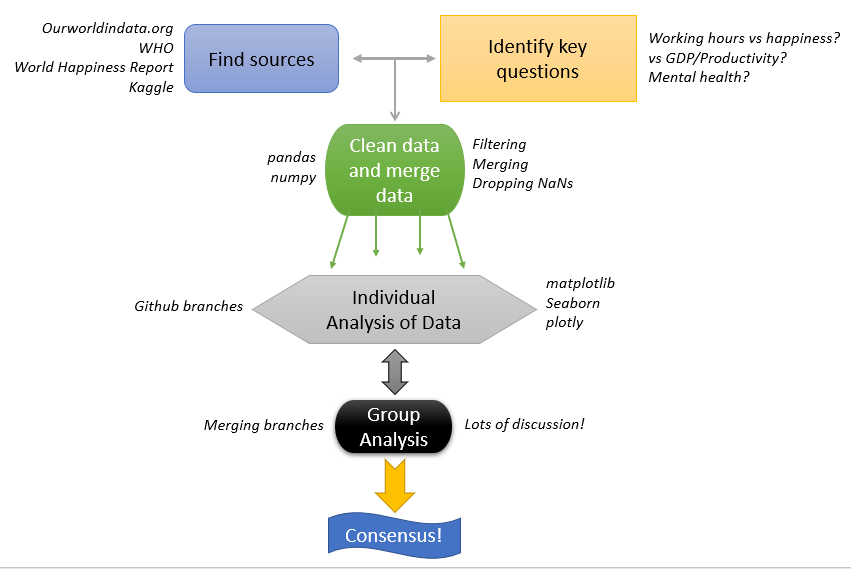 Ourworldindata.org
WHO
World Happiness Report
Kaggle
Find sources
Identify key
questions
Working hours vs happiness?
vs GDP/Productivity?
Mental health?
pandas
numpy
Clean data
and merge
data
Filtering
Merging
Dropping NaNs
Github branches
Individual
Analysis of Data
matplotlib
Seaborn
plotly
Merging branches
Group
Analysis
Lots of discussion!
Consensus!